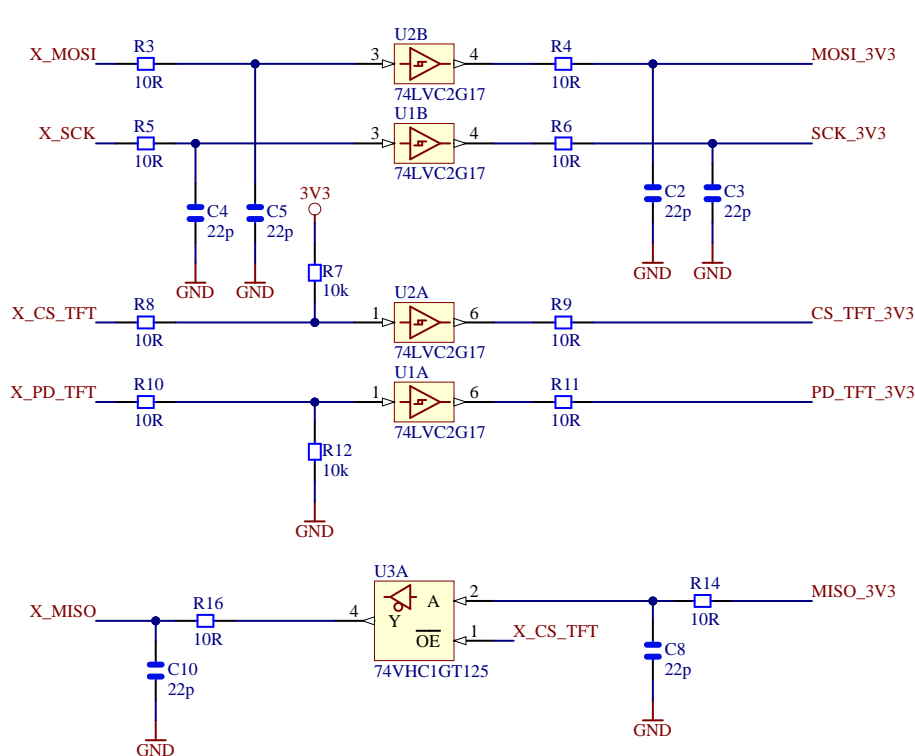 U2B
X_MOSI R3 3 4 R4 MOSI_3V3
10R 74LVC2G17 10R
U1B
X_SCK R5 3 4 R6 SCK_3V3
10R 74LVC2G17 10R
3V3
C4 C5 C2 C3
22p 22p 22p 22p
GND GND GND GND
R7
10k
U2A
X_CS_TFT R8 1 6 R9 CS_TFT_3V3
10R 74LVC2G17 10R
U1A
X_PD_TFT R10 1 6 R11 PD_TFT_3V3
10R 74LVC2G17 10R
R12
10k
GND
U3A
X_MISO R16 4 Y A 2 R14 MISO_3V3
10R OE 1 X_CS_TFT 10R
74VHC1GT125
C10 C8
22p 22p
GND GND